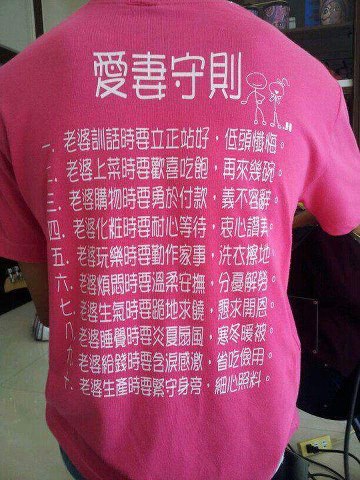 愛妻守則
一．老婆訓話時要立正站好，低頭懺悔。
二．老婆上菜時要歡喜吃飽，再來幾碗。
三．老婆購物時要勇於付款，義不容辭。
四．老婆化粧時要耐心等待，衷心讚美。
五．老婆玩樂時要勤作家事，洗衣擦地。
六．老婆煩悶時要溫柔安撫，分憂解勞。
七．老婆生氣時要跪地求饒，懇求開恩。
八．老婆睡覺時要炎夏扇風，寒冬暖被。
九．老婆給錢時要含淚感激，省吃儉用。
十．老婆生產時要緊守身旁，細心照料。